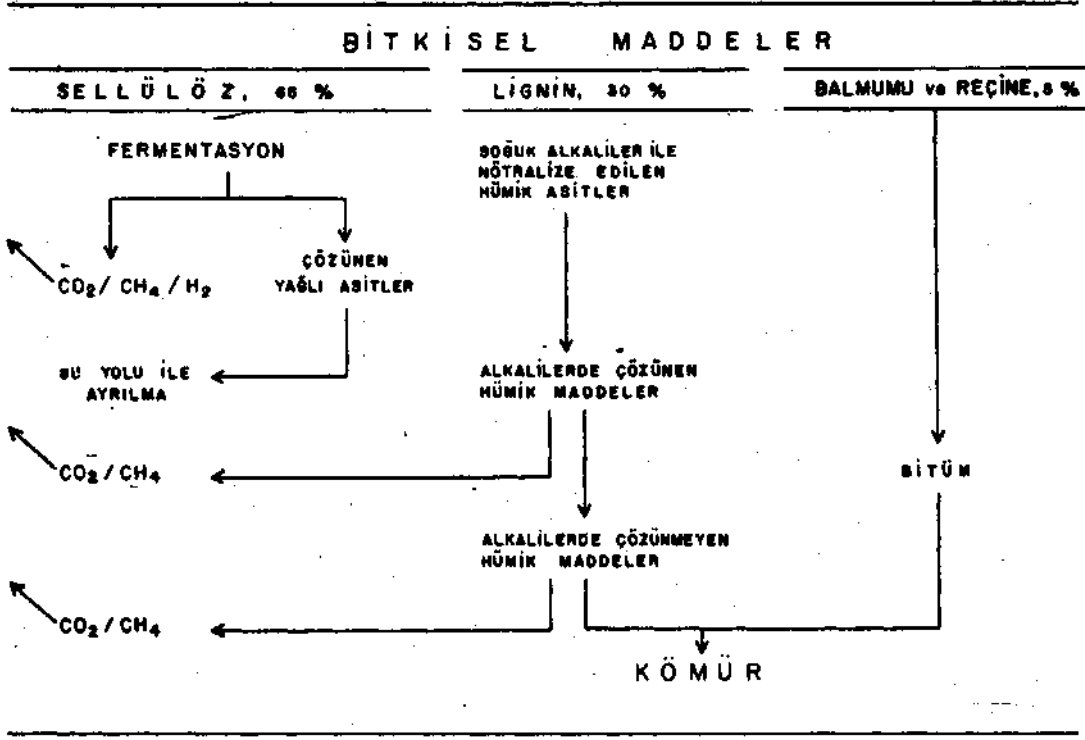 BİTKİSEL MADDELER
SELLÜLÖZ, 65 %
LİGNİN, 30 %
BALMUMU ve REÇİNE, 5 %
FERMENTASYON
SOĞUK ALKALİLER İLE
NÖTRALİZE EDİLEN
HÜMİK ASİTLER
CO2 / CH4 / H2
ÇÖZÜNEN
YAĞLI ASİTLER
SU YOLU İLE
AYRILMA
ALKALİLERDE ÇÖZÜNEN
HÜMİK MADDELER
CO2 / CH4
BİTÜM
ALKALİLERDE ÇÖZÜNMEYEN
HÜMİK MADDELER
CO2 / CH4
KÖMÜR